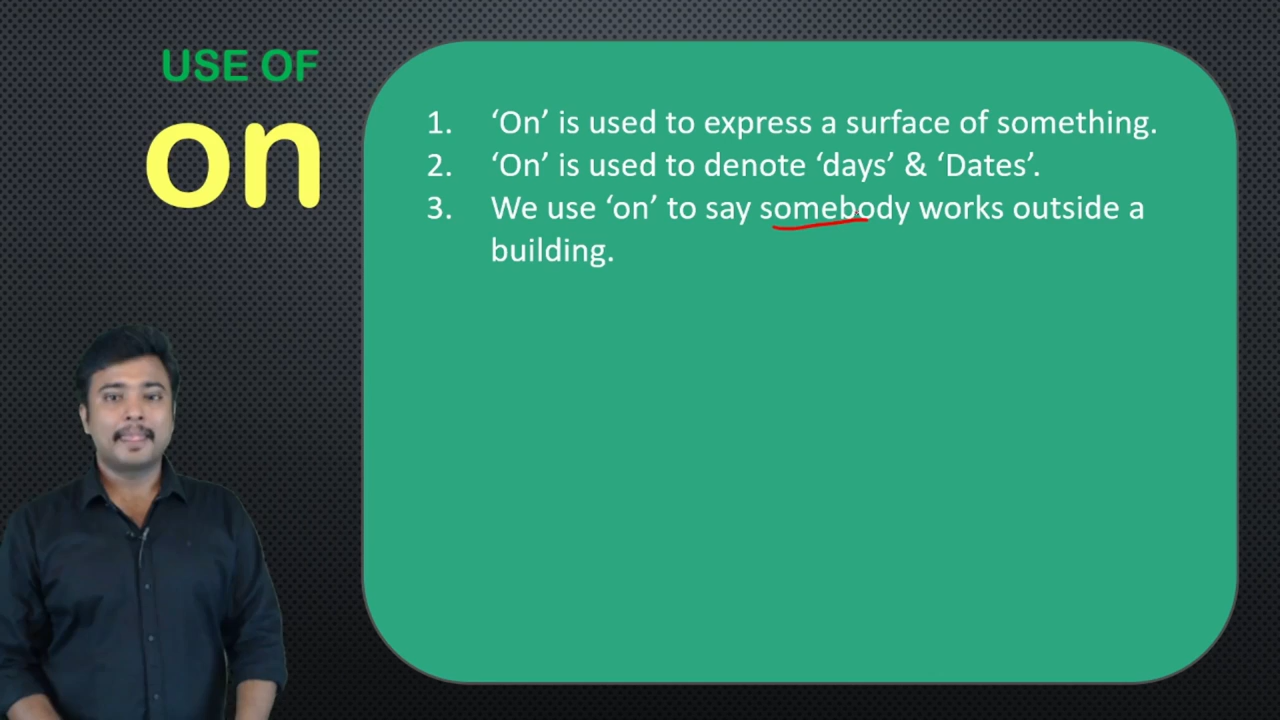 USE OF
on
1. ‘On’ is used to express a surface of something.
2. ‘On’ is used to denote ‘days’ & ‘Dates’.
3. We use ‘on’ to say somebody works outside a
building.